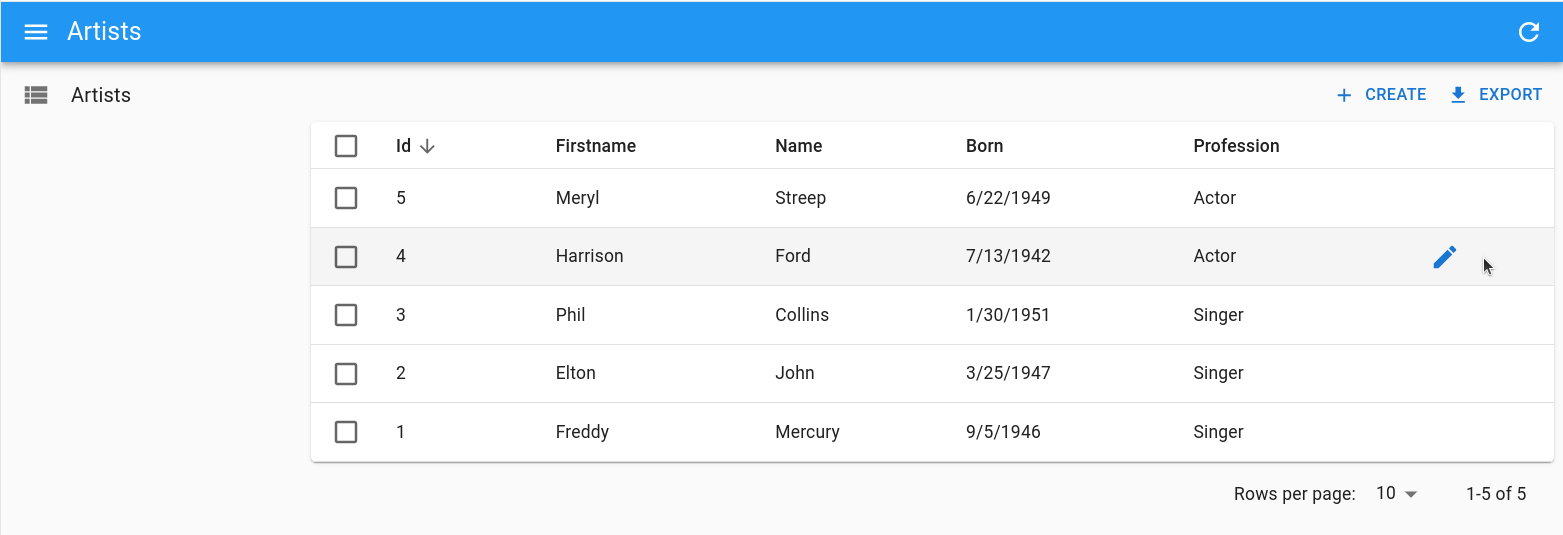 Artists
Artists CREATE EXPORT
Id Firstname Name Born Profession
5 Meryl Streep 6/22/1949 Actor
4 Harrison Ford 7/13/1942 Actor
3 Phil Collins 1/30/1951 Singer
2 Elton John 3/25/1947 Singer
1 Freddy Mercury 9/5/1946 Singer
Rows per page: 10 1-5 of 5